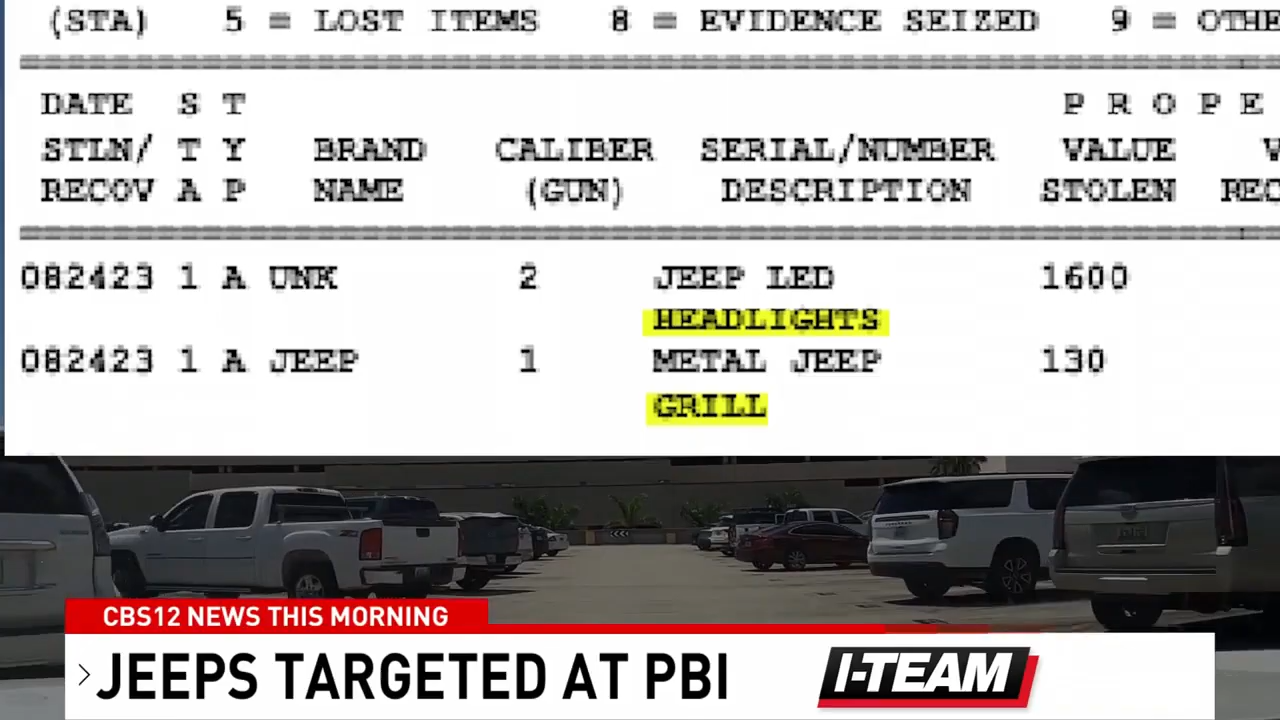 (STA) 5 = LOST ITEMS 8 = EVIDENCE SEIZED 9 = OTHE
DATE S T P R O P E
STLN/ T Y BRAND CALIBER SERIAL/NUMBER VALUE V
RECOV A P NAME (GUN) DESCRIPTION STOLEN REC
082423 1 A UNK 2 JEEP LED 1600
HEADLIGHTS
082423 1 A JEEP 1 METAL JEEP 130
GRILL
CBS12 NEWS THIS MORNING
JEEPS TARGETED AT PBI I-TEAM